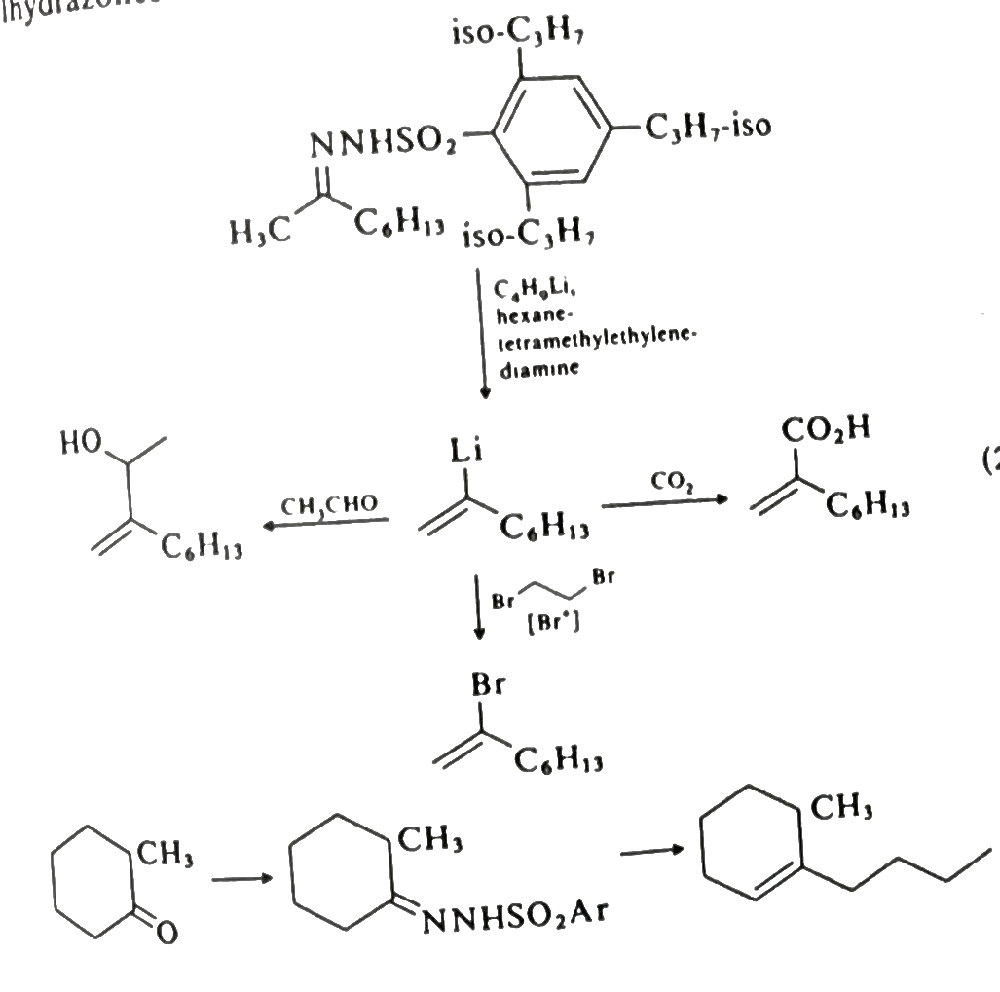 iso-C₃H₇
NNHSO₂
C₃H₇-iso
H₃C
C₆H₁₃
iso-C₃H₇
C₄H₉Li,
hexane-
tetramethylethylene-
diamine
HO
Li
CO₂H
CH₃CHO
CO₂
C₆H₁₃
C₆H₁₃
C₆H₁₃
Br
Br
[Br⁺]
Br
C₆H₁₃
CH₃
O
CH₃
NNHSO₂Ar
CH₃